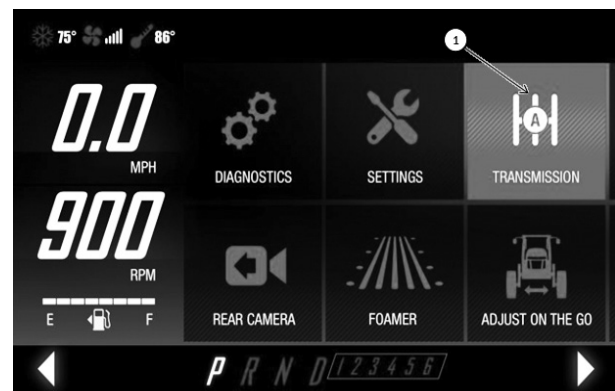 75° 86°
1
0.0
MPH
900
RPM
E F
DIAGNOSTICS
SETTINGS
A
TRANSMISSION
REAR CAMERA
FOAMER
ADJUST ON THE GO
P R N D 1 2 3 4 5 6